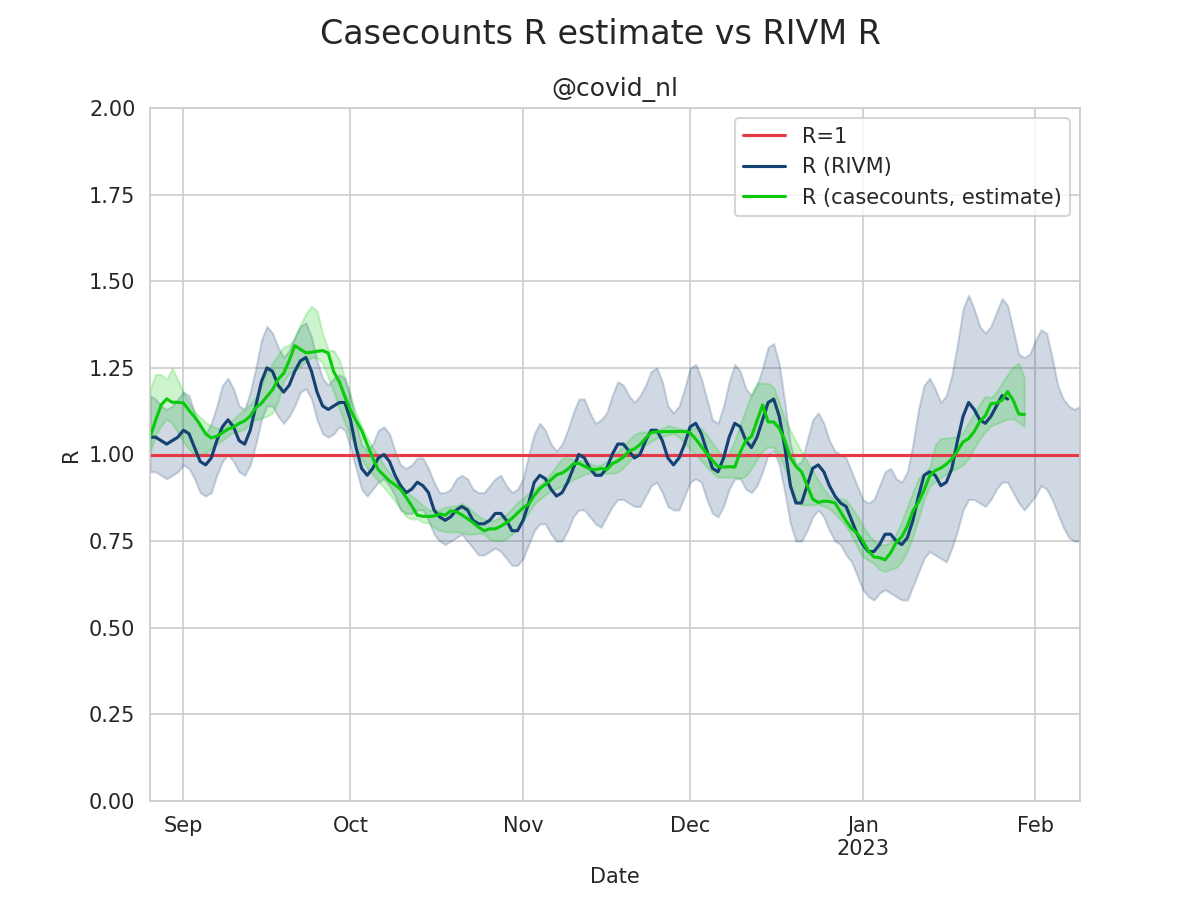 Casecounts R estimate vs RIVM R
@covid_nl
2.00
1.75
1.50
1.25
1.00
0.75
0.50
0.25
0.00
R
R=1
R (RIVM)
R (casecounts, estimate)
Sep Oct Nov Dec Jan Feb
2023
Date